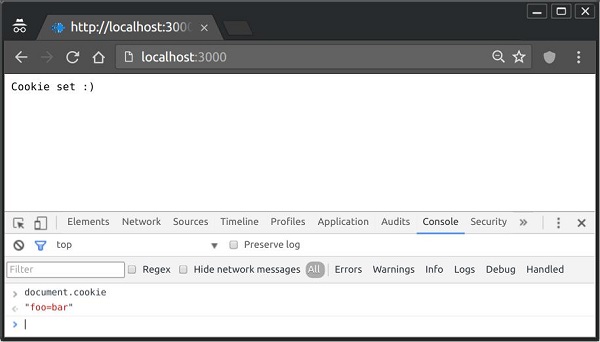 http://localhost:300
localhost:3000
Cookie set :)
Elements Network Sources Timeline Profiles Application Audits Console Security »
top Preserve log
Filter Regex Hide network messages All Errors Warnings Info Logs Debug Handled
document.cookie
"foo=bar"